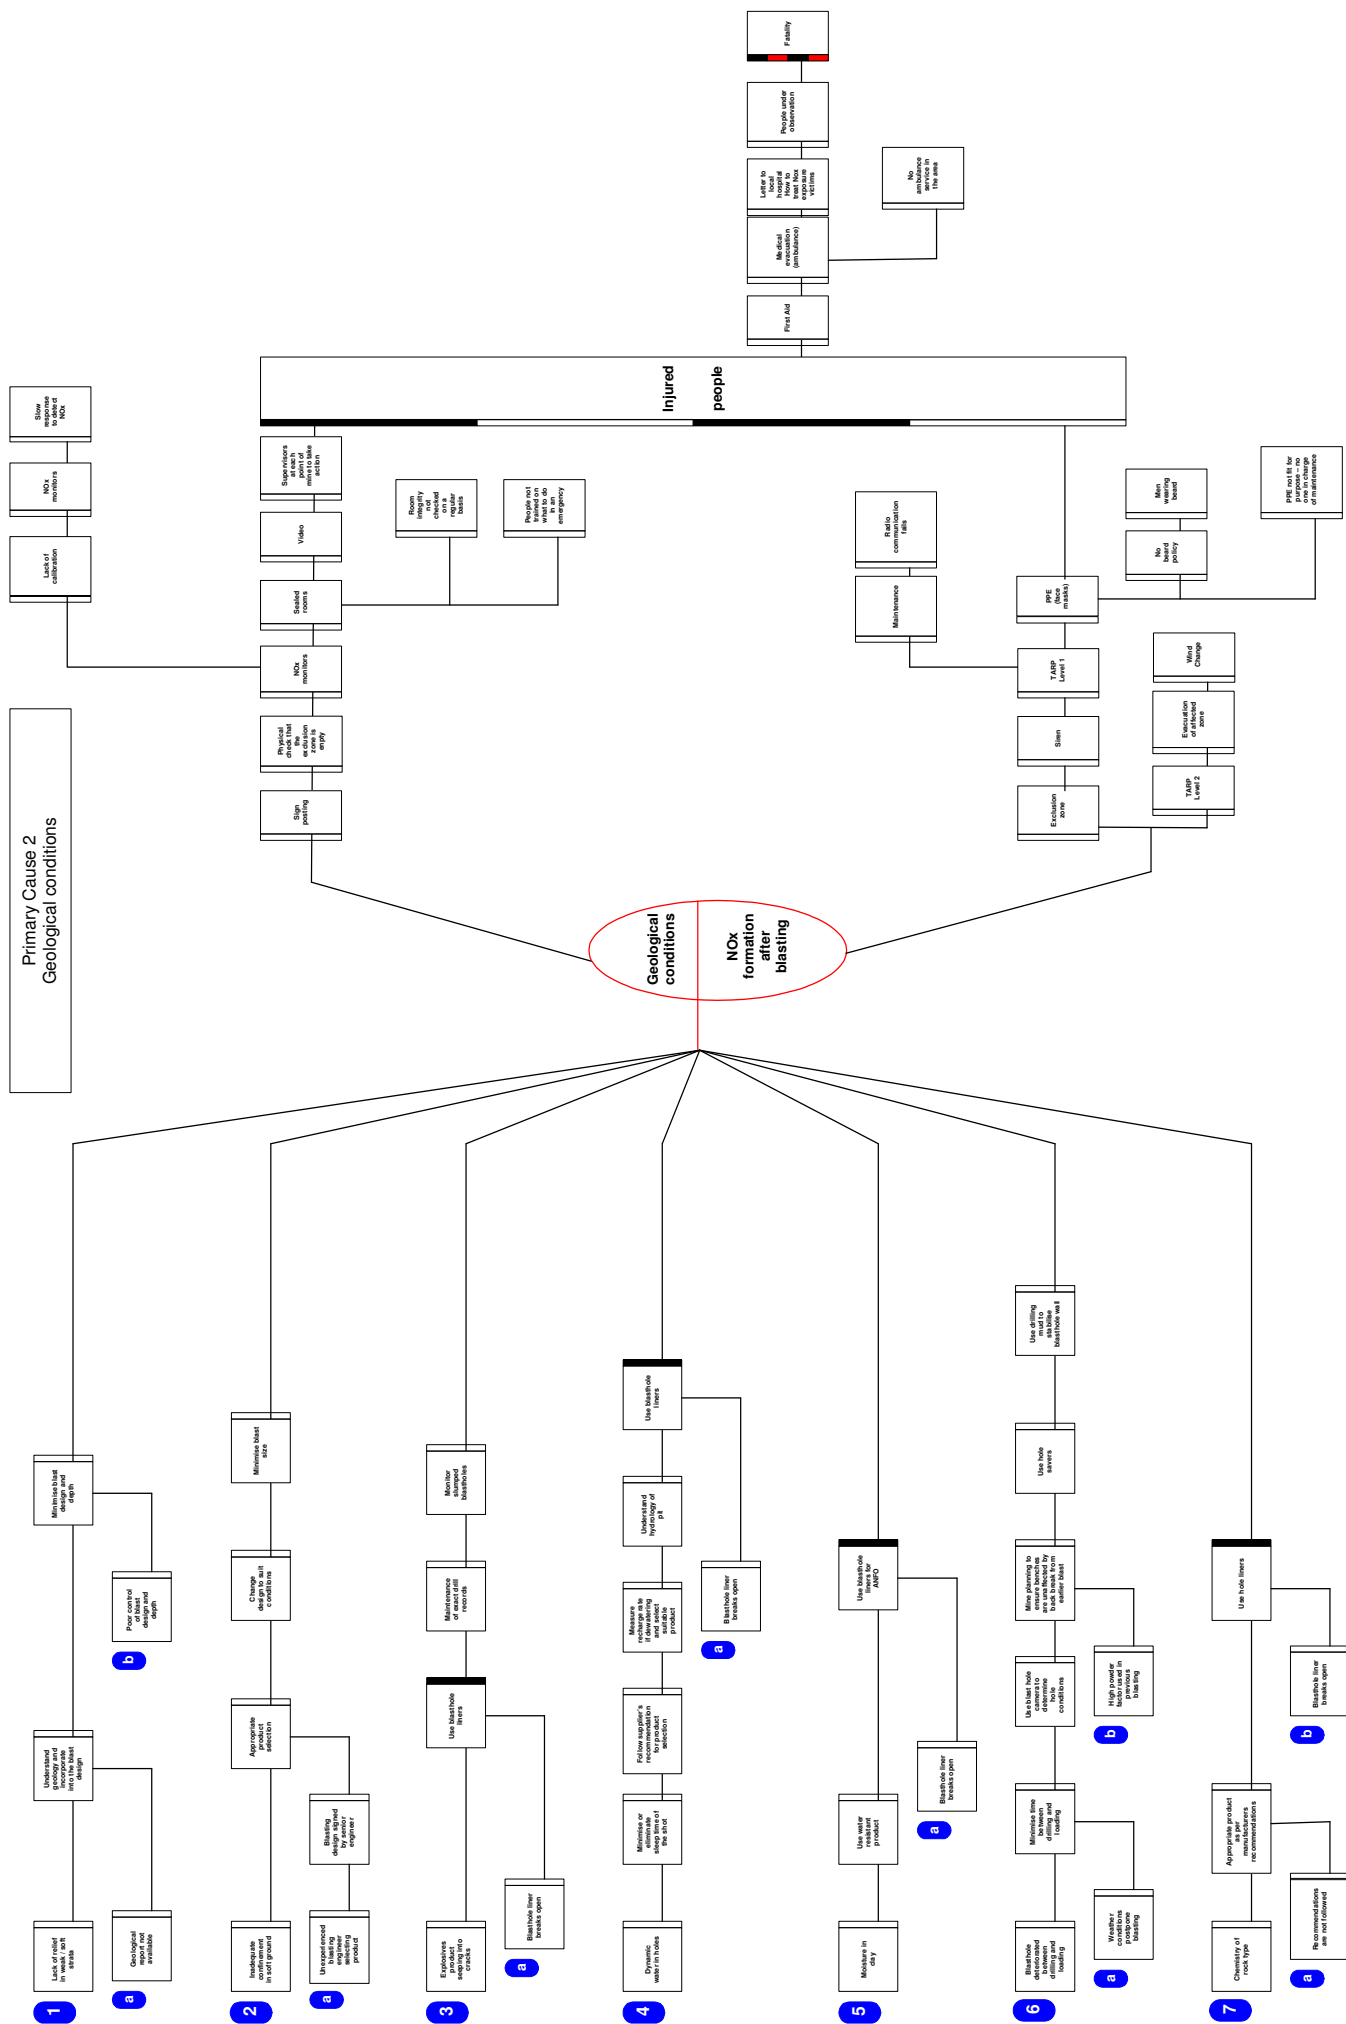 Primary Cause 2
Geological conditions
1
Lack of relief
in weak / soft
strata
a
Geological
report not
available
Understand
geology and
incorporate
into the blast
design
b
Poor control
of blast
design and
depth
Minimise blast
design and
depth
2
Inadequate
confinement
in soft ground
a
Unexperienced
blasting
engineer
selecting
product
Blasting
design signed
by senior
engineer
Appropriate
product
selection
Change
design to suit
conditions
Minimise blast
size
3
Explosives
product
seeping into
cracks
a
Blasthole liner
breaks open
Use blasthole
liners
Maintenance
of exact drill
records
Monitor
slumped
blastholes
4
Dynamic
water in holes
Minimise or
eliminate
sleep time of
the shot
Follow supplier's
recommendation
for product
selection
Measure
recharge rate
if dewatering
and select
suitable
product
Understand
hydrology of
pit
Use blasthole
liners
a
Blasthole liner
breaks open
5
Moisture in
clay
Use water
resistant
product
Use blasthole
liners for
ANFO
a
Blasthole liner
breaks open
6
Blasthole
deterioated
between
drilling and
loading
a
Weather
conditions
postpone
blasting
Minimise time
between
drilling and
loading
Use blast hole
camera to
determine
hole
conditions
b
High powder
factor used in
previous
blasting
Mine planning to
ensure benches
are unaffected by
back break from
earlier blast
Use hole
savers
Use drilling
mud to
stabilise
blasthole wall
7
Chemistry of
rock type
a
Recommendations
are not followed
Appropriate product
as per
manufacturers
recommendations
b
Blasthole liner
breaks open
Use hole liners
Geological
conditions
NOx
formation
after
blasting
Sign
posting
Physical
check that
the
exclusion
zone is
empty
NOx
monitors
Lack of
calibration
NOx
monitors
Slow
response
to detect
NOx
Sealed
rooms
Room
integrity
not
checked
on a
regular
basis
People not
trained on
what to do
in an
emergency
Video
Supervisors
at each
point of
mine to take
action
Exclusion
zone
Siren
TARP
Level 1
Maintenance
Radio
communication
fails
PPE
(face
masks)
No
beard
policy
Men
wearing
beard
PPE not fit for
purpose – no
one in charge
of maintenance
TARP
Level 2
Evacuation
of affected
zone
Wind
Change
Injured
people
First Aid
Medical
evacuation
(ambulance)
No
ambulance
service in
the area
Letter to
local
hospital
How to
treat Nox
exposure
victims
People under
observation
Fatality